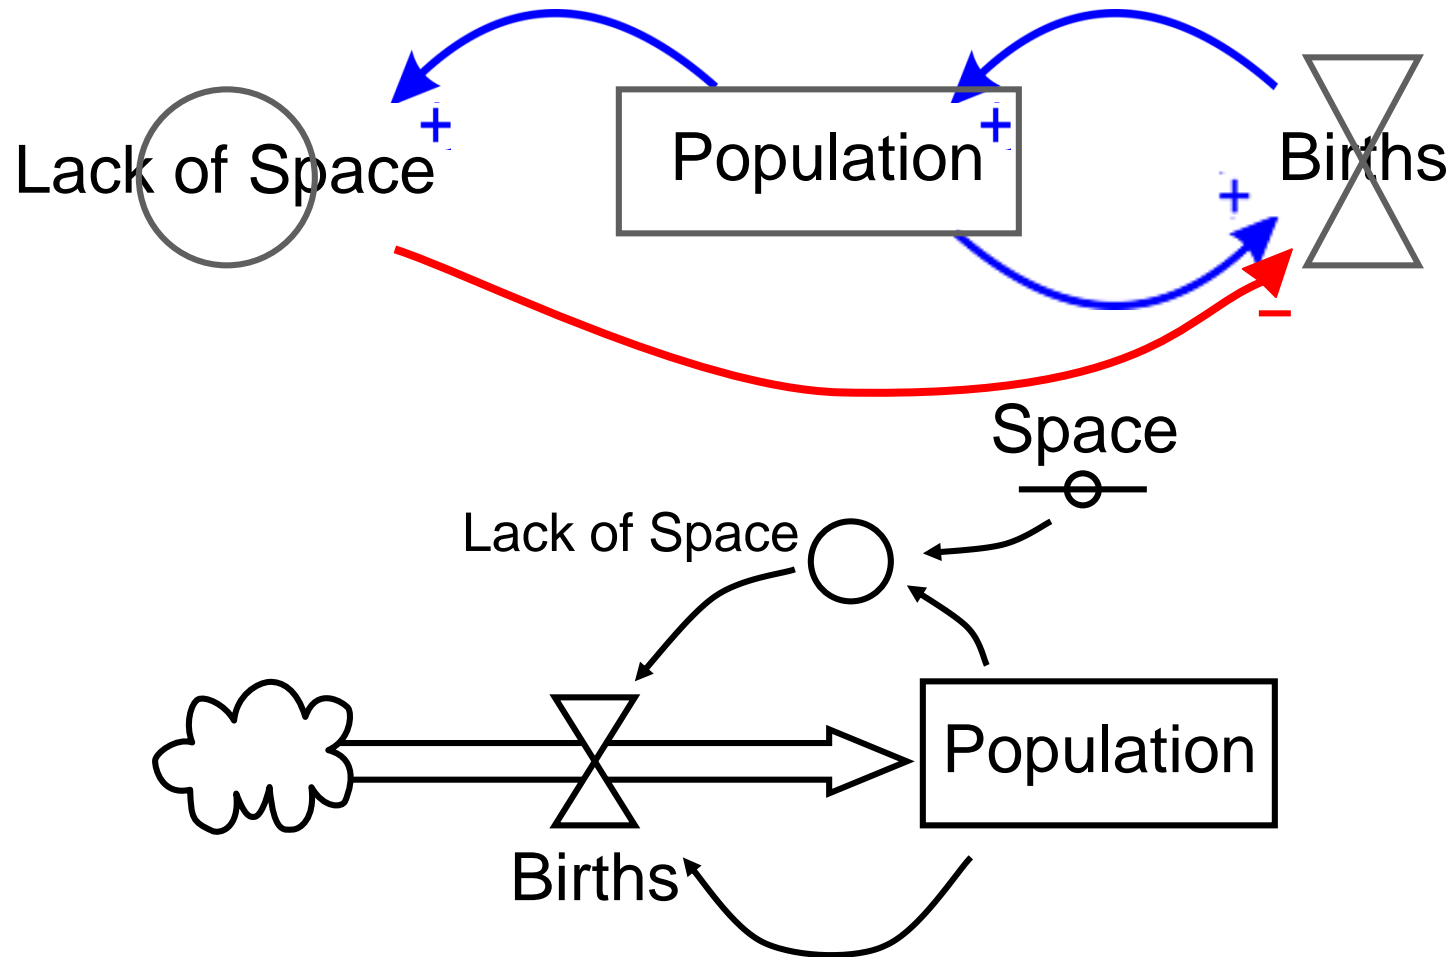 Lack of Space
+
Population
+
Births
+
−
Space
Lack of Space
Population
Births